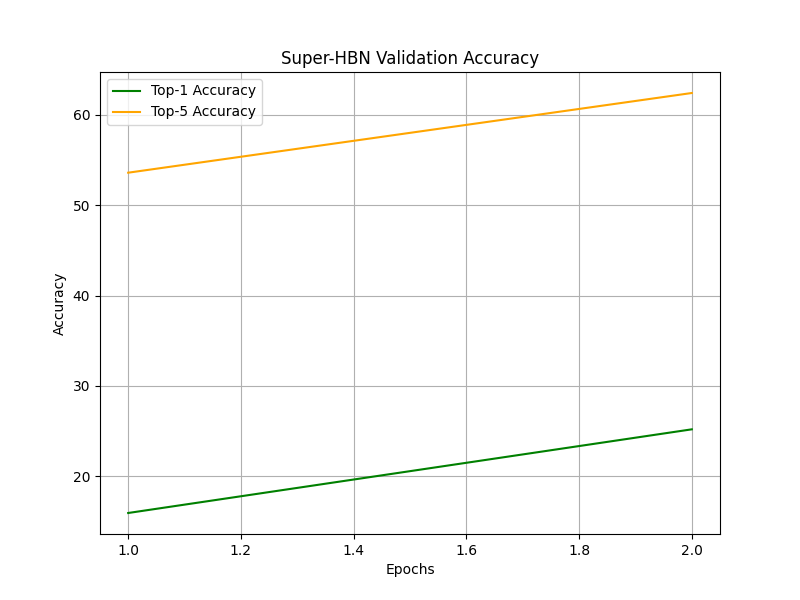 Super-HBN Validation Accuracy
Top-1 Accuracy
Top-5 Accuracy
60
50
40
30
20
Accuracy
1.0 1.2 1.4 1.6 1.8 2.0
Epochs